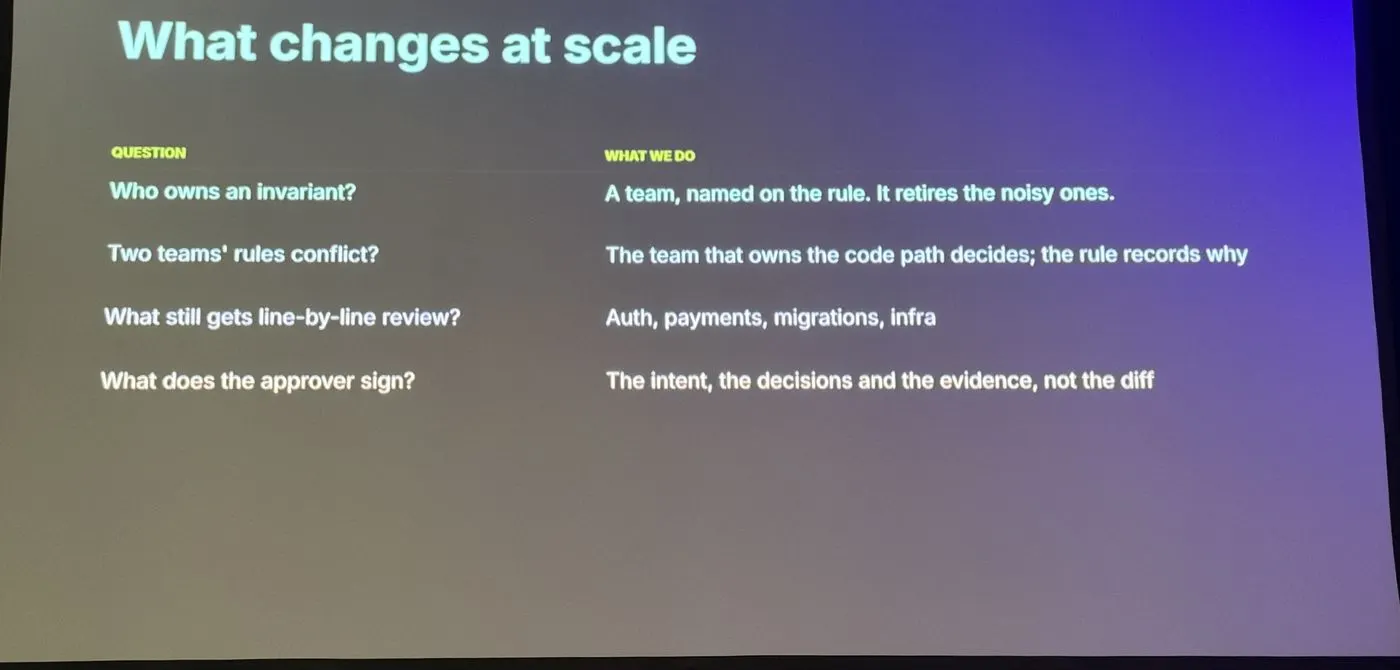 What changes at scale
QUESTION
WHAT WE DO
Who owns an invariant?
A team, named on the rule. It retires the noisy ones.
Two teams' rules conflict?
The team that owns the code path decides; the rule records why
What still gets line-by-line review?
Auth, payments, migrations, infra
What does the approver sign?
The intent, the decisions and the evidence, not the diff